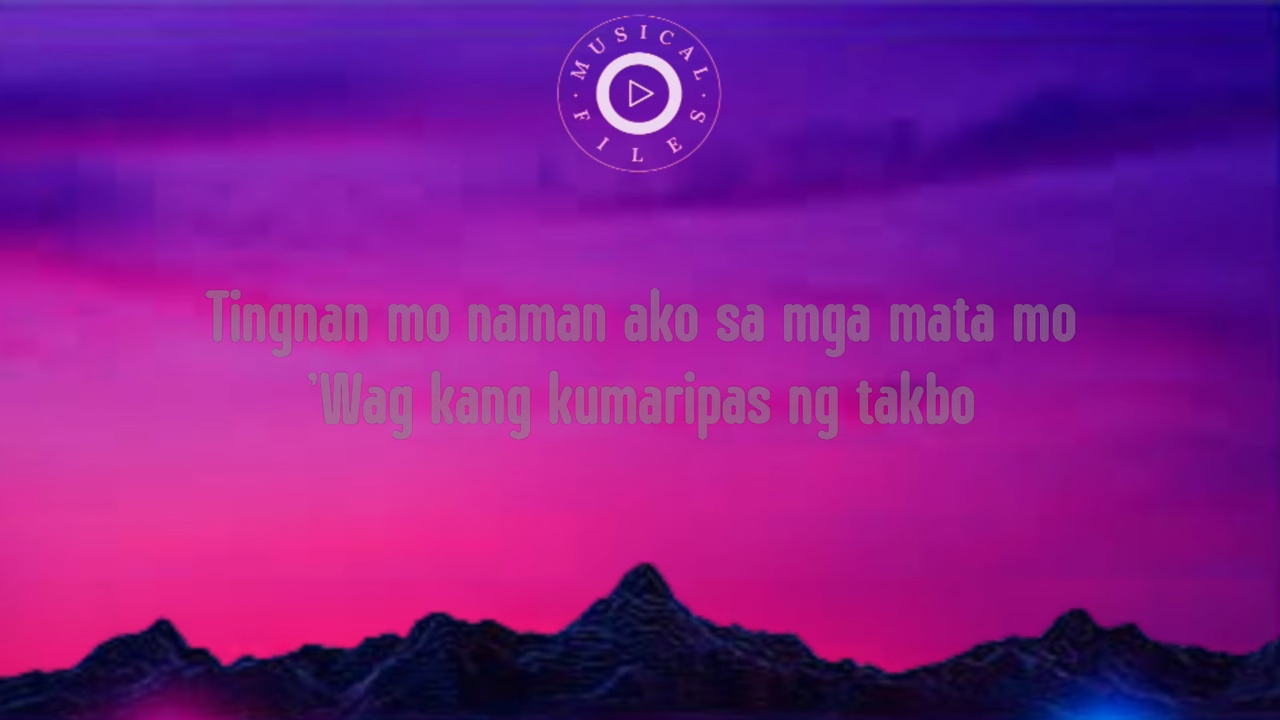 MUSICAL
FILES
Tingnan mo naman ako sa mga mata mo
'Wag kang kumaripas ng takbo